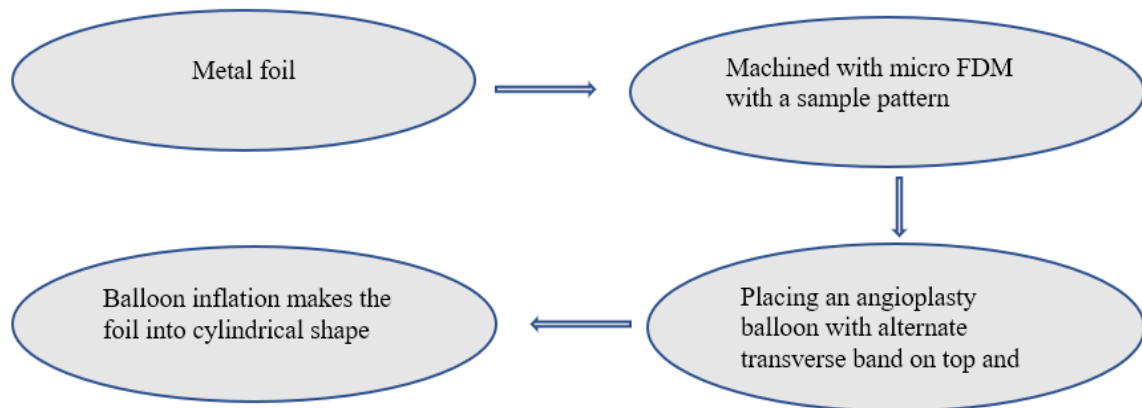 Metal foil
Machined with micro FDM
with a sample pattern
Placing an angioplasty
balloon with alternate
transverse band on top and
Balloon inflation makes the
foil into cylindrical shape